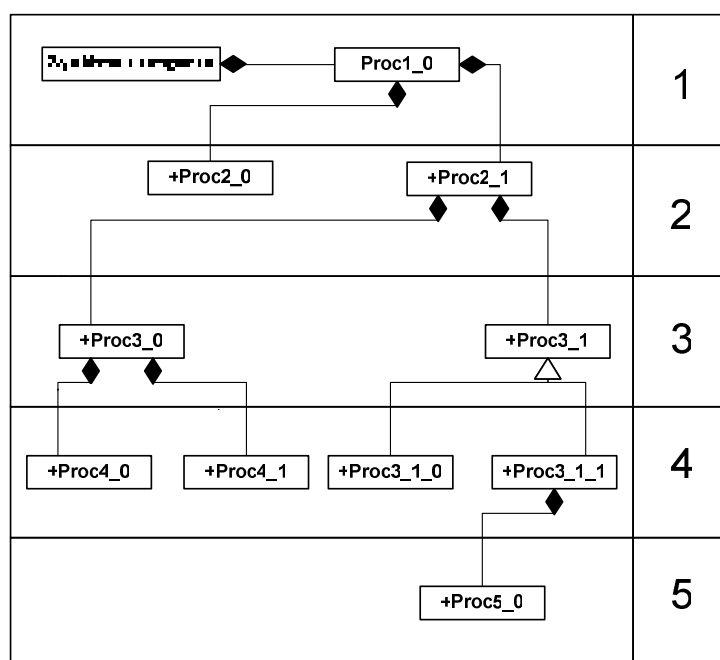 Proc1_0
1
+Proc2_0
+Proc2_1
2
+Proc3_0
+Proc3_1
3
+Proc4_0
+Proc4_1
+Proc3_1_0
+Proc3_1_1
4
+Proc5_0
5